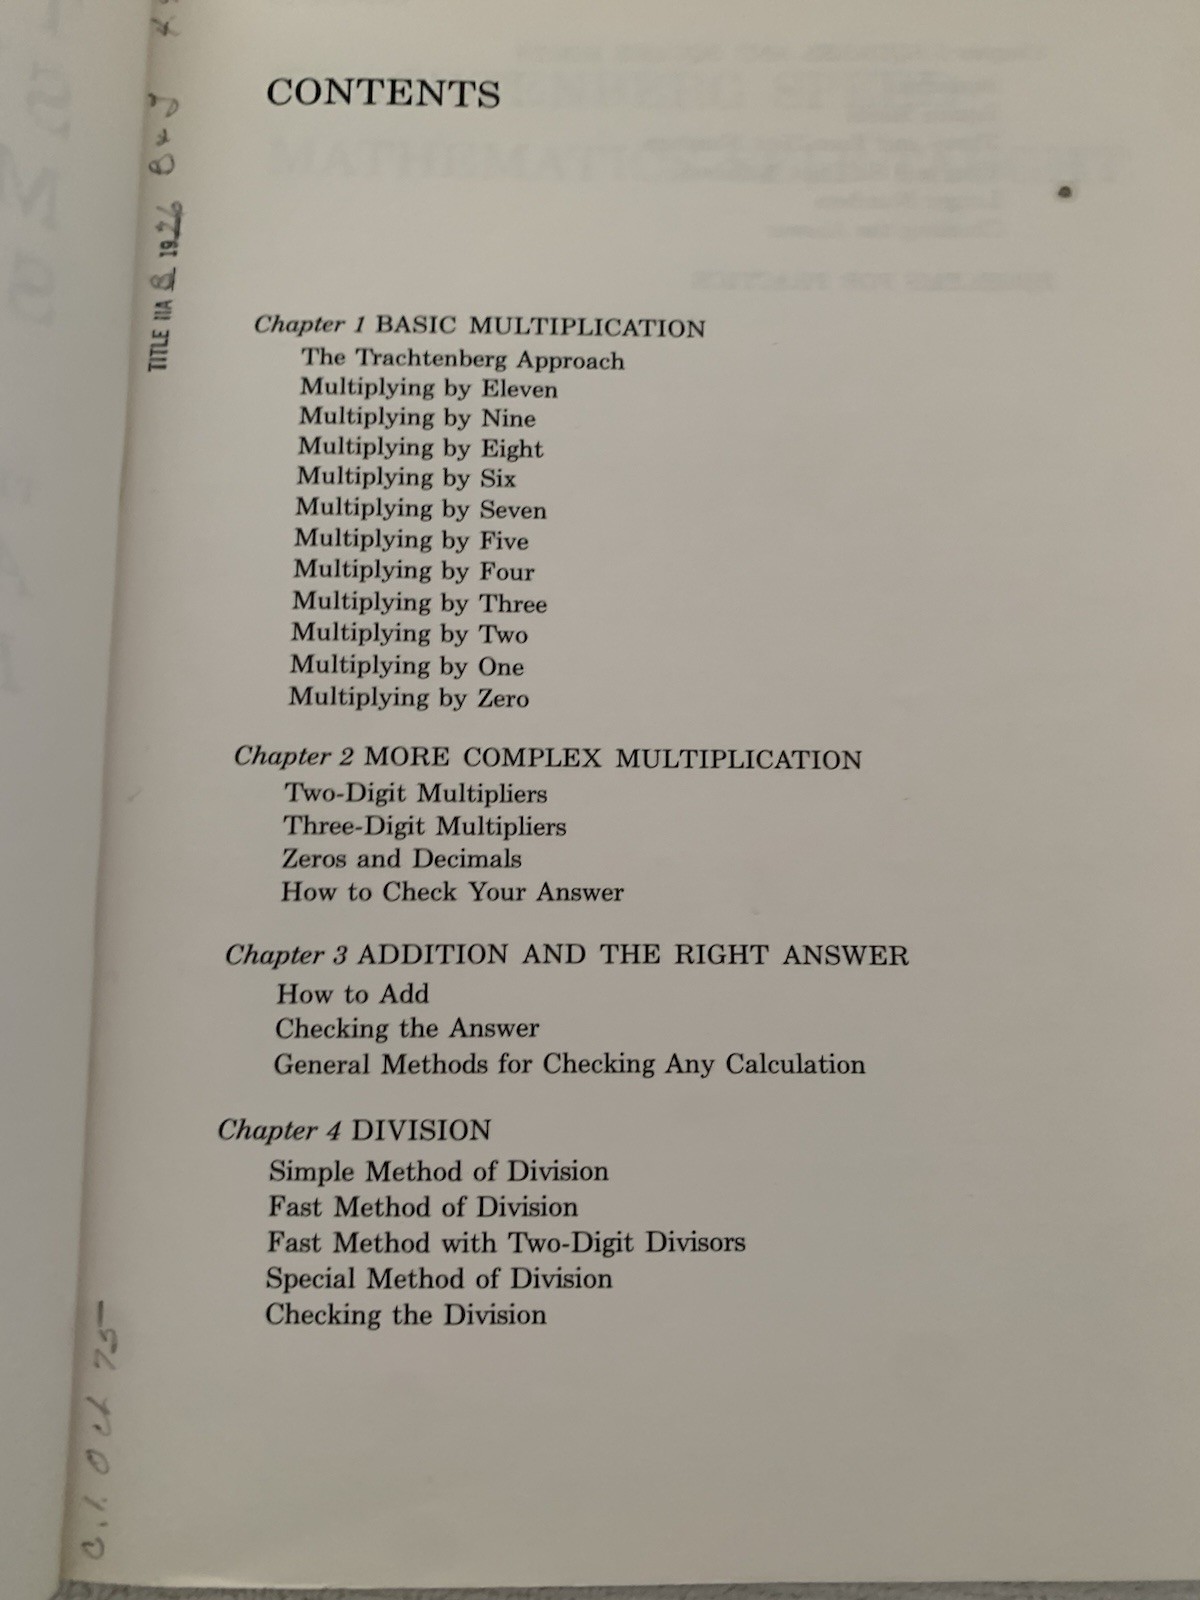 CONTENTS
Chapter 1 BASIC MULTIPLICATION
The Trachtenberg Approach
Multiplying by Eleven
Multiplying by Nine
Multiplying by Eight
Multiplying by Six
Multiplying by Seven
Multiplying by Five
Multiplying by Four
Multiplying by Three
Multiplying by Two
Multiplying by One
Multiplying by Zero
Chapter 2 MORE COMPLEX MULTIPLICATION
Two-Digit Multipliers
Three-Digit Multipliers
Zeros and Decimals
How to Check Your Answer
Chapter 3 ADDITION AND THE RIGHT ANSWER
How to Add
Checking the Answer
General Methods for Checking Any Calculation
Chapter 4 DIVISION
Simple Method of Division
Fast Method of Division
Fast Method with Two-Digit Divisors
Special Method of Division
Checking the Division
TITLE IIA B 1926
C.1. Oct 75